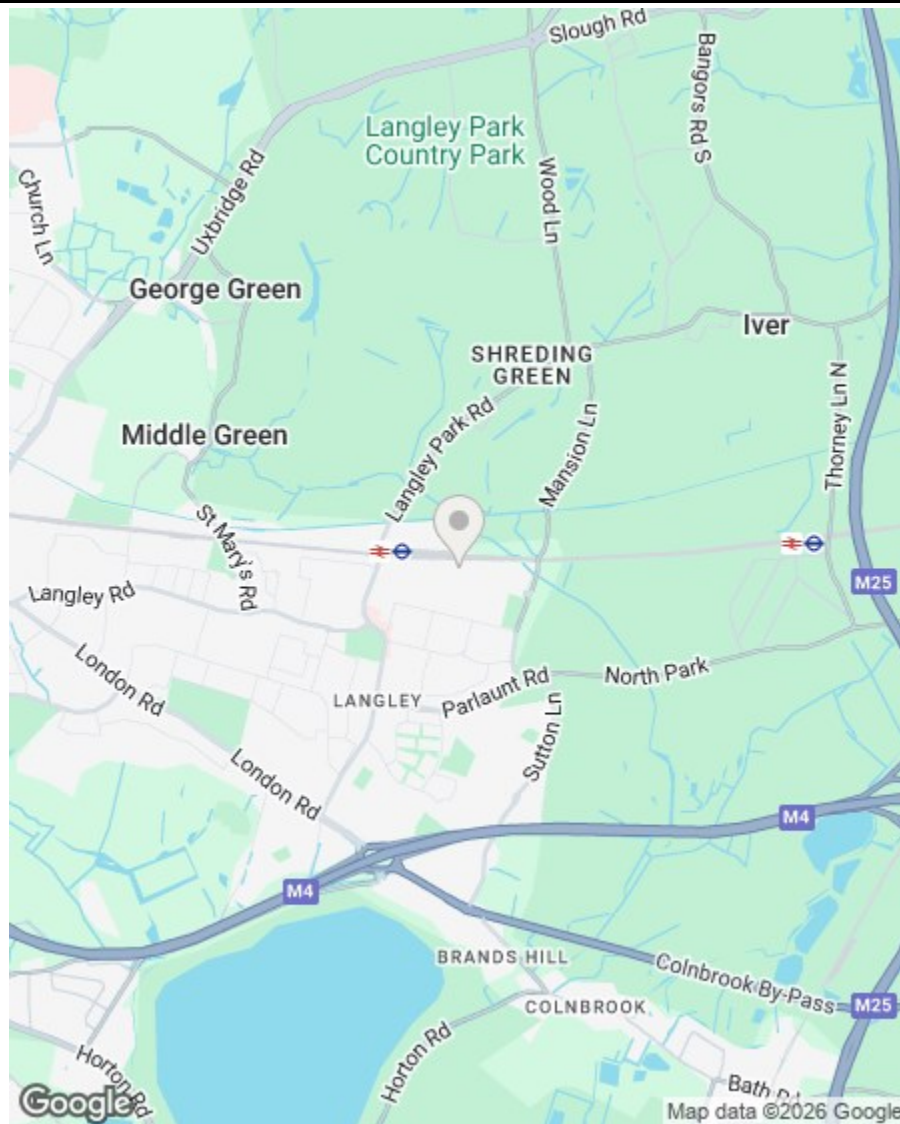 Slough Rd
Bangors Rd S
Langley Park
Country Park
Church Ln
Uxbridge Rd
Wood Ln
George Green
Iver
SHREDING
GREEN
Thorney Ln N
Langley Park Rd
Middle Green
Mansion Ln
St Mary's Rd
M25
Langley Rd
London Rd
North Park
Parlaunt Rd
LANGLEY
Sutton Ln
London Rd
M4
M4
BRANDS HILL
Colnbrook By-Pass
COLNBROOK
M25
Horton Rd
Horton Rd
Bath Rd
Google
Map data ©2026 Google